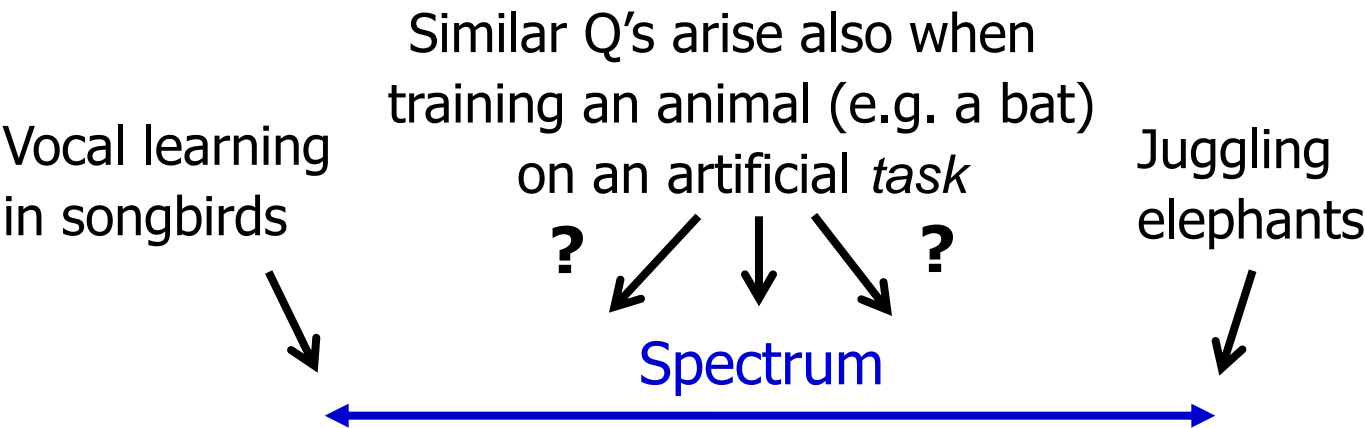 Similar Q’s arise also when
training an animal (e.g. a bat)
on an artificial task
Vocal learning
in songbirds
Juggling
elephants
?
?
Spectrum